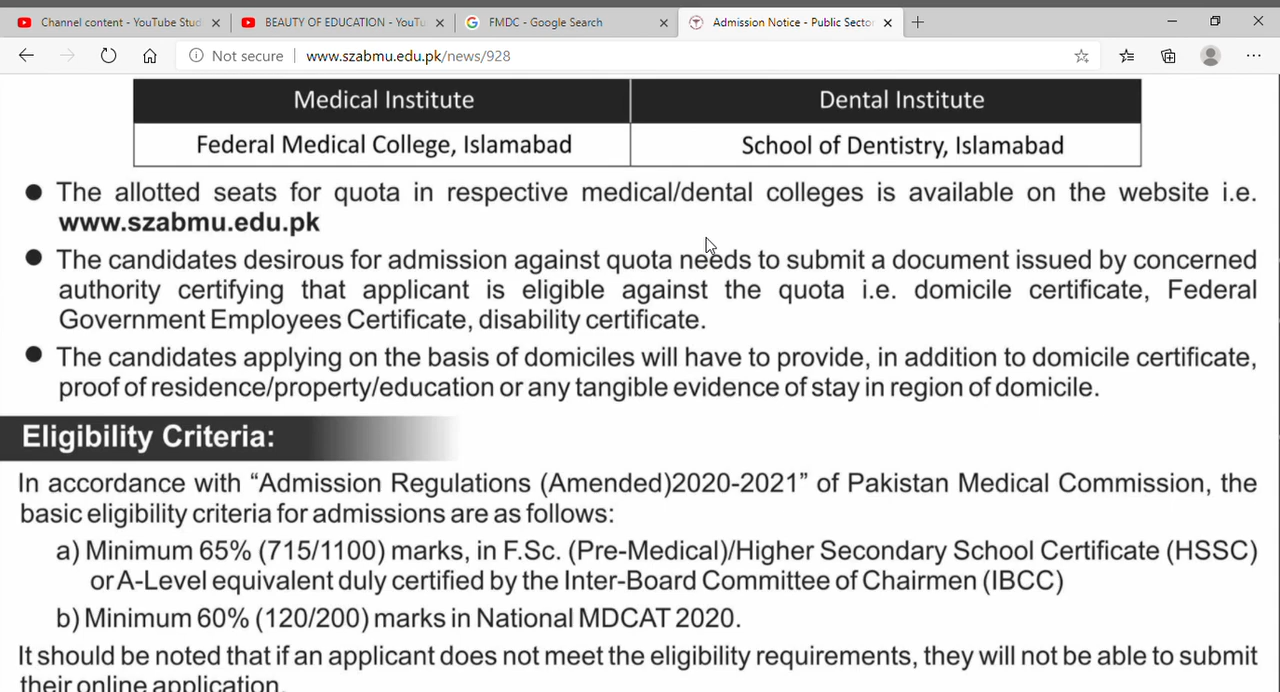 Channel content - YouTube Stud
BEAUTY OF EDUCATION - YouTu
FMDC - Google Search
Admission Notice - Public Sector
Not secure | www.szabmu.edu.pk/news/928
Medical Institute Dental Institute
Federal Medical College, Islamabad School of Dentistry, Islamabad
● The allotted seats for quota in respective medical/dental colleges is available on the website i.e.
www.szabmu.edu.pk
● The candidates desirous for admission against quota needs to submit a document issued by concerned
authority certifying that applicant is eligible against the quota i.e. domicile certificate, Federal
Government Employees Certificate, disability certificate.
● The candidates applying on the basis of domiciles will have to provide, in addition to domicile certificate,
proof of residence/property/education or any tangible evidence of stay in region of domicile.
Eligibility Criteria:
In accordance with “Admission Regulations (Amended)2020-2021” of Pakistan Medical Commission, the
basic eligibility criteria for admissions are as follows:
a) Minimum 65% (715/1100) marks, in F.Sc. (Pre-Medical)/Higher Secondary School Certificate (HSSC)
or A-Level equivalent duly certified by the Inter-Board Committee of Chairmen (IBCC)
b) Minimum 60% (120/200) marks in National MDCAT 2020.
It should be noted that if an applicant does not meet the eligibility requirements, they will not be able to submit
their online application.